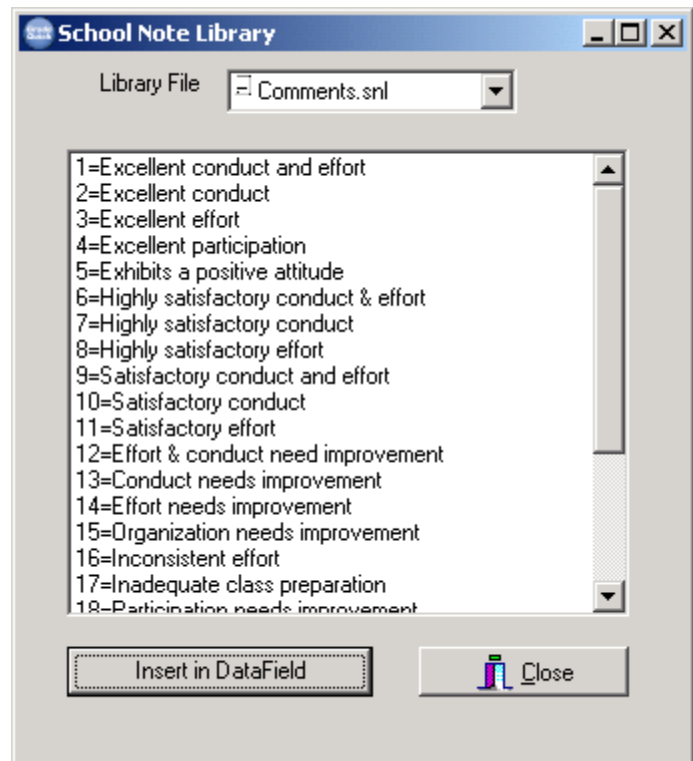 School Note Library
Library File
Comments.snl
1=Excellent conduct and effort
2=Excellent conduct
3=Excellent effort
4=Excellent participation
5=Exhibits a positive attitude
6=Highly satisfactory conduct & effort
7=Highly satisfactory conduct
8=Highly satisfactory effort
9=Satisfactory conduct and effort
10=Satisfactory conduct
11=Satisfactory effort
12=Effort & conduct need improvement
13=Conduct needs improvement
14=Effort needs improvement
15=Organization needs improvement
16=Inconsistent effort
17=Inadequate class preparation
18=Participation needs improvement
Insert in DataField
Close